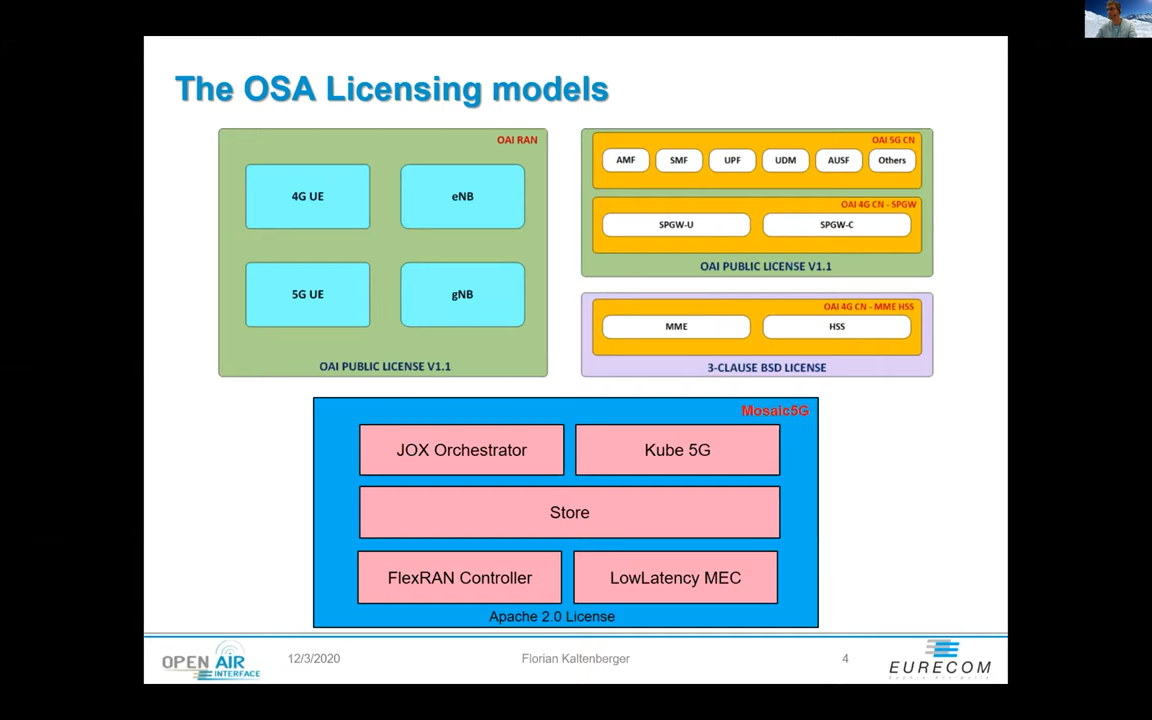 The OSA Licensing models
OAI RAN
4G UE
eNB
5G UE
gNB
OAI PUBLIC LICENSE V1.1
OAI 5G CN
AMF
SMF
UPF
UDM
AUSF
Others
OAI 4G CN - SPGW
SPGW-U
SPGW-C
OAI PUBLIC LICENSE V1.1
OAI 4G CN - MME HSS
MME
HSS
3-CLAUSE BSD LICENSE
Mosaic5G
JOX Orchestrator
Kube 5G
Store
FlexRAN Controller
LowLatency MEC
Apache 2.0 License
OPEN AIR
INTERFACE
12/3/2020
Florian Kaltenberger
4
EURECOM